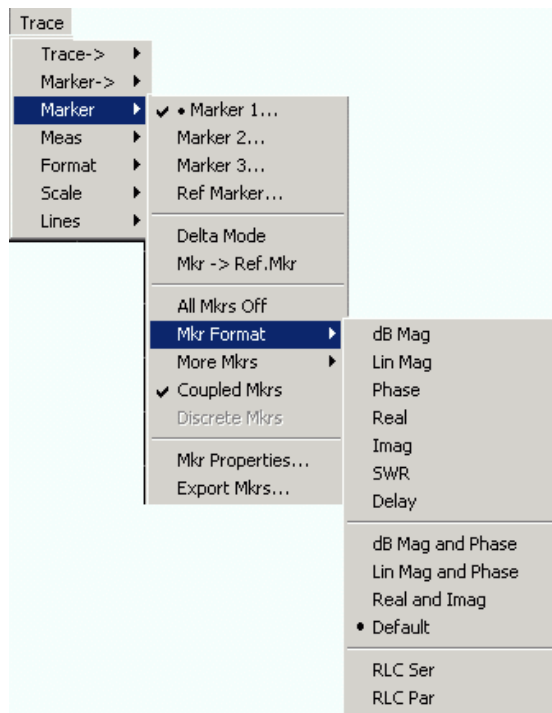 Trace
Trace->
Marker->
Marker
Meas
Format
Scale
Lines
Marker 1...
Marker 2...
Marker 3...
Ref Marker...
Delta Mode
Mkr -> Ref.Mkr
All Mkrs Off
Mkr Format
More Mkrs
Coupled Mkrs
Discrete Mkrs
Mkr Properties...
Export Mkrs...
dB Mag
Lin Mag
Phase
Real
Imag
SWR
Delay
dB Mag and Phase
Lin Mag and Phase
Real and Imag
Default
RLC Ser
RLC Par